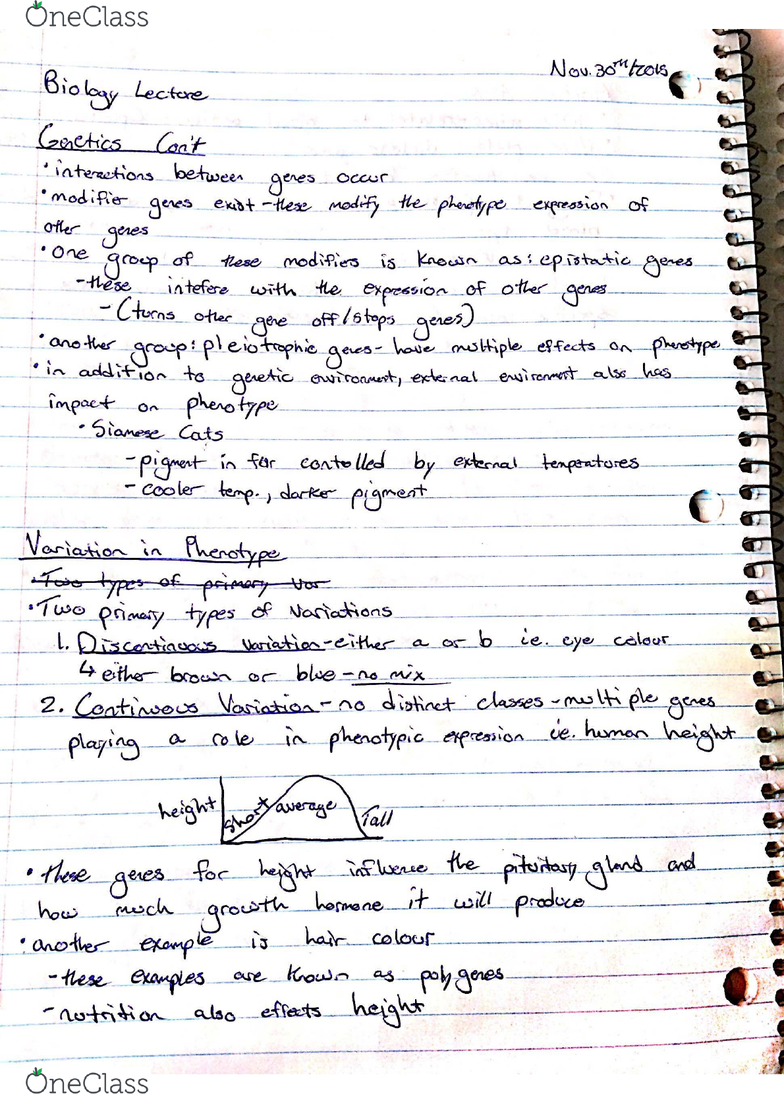 OneClass
Nov. 30TH/2015
Biology Lecture
Genetics Con't
• interactions between genes occur
• modifier genes exist - these modify the phenotype expression of
other genes
• One group of these modifies is known as: epistatic genes
- these intefere with the expression of other genes
- (turns other gene off/stops genes)
• another group: pleiotrophic genes - have multiple effects on phenotype
• in addition to genetic environment, external environment also has
impact on phenotype
• Siamese Cats
- pigment in fur controlled by external temperatures
- cooler temp., darker pigment
Variation in Phenotype
• Two types of primary Var
• Two primary types of variations
1. Discontinuous variation - either a or b ie. eye colour
↳ either brown or blue - no mix
2. Continuous Variation - no distinct classes - multiple genes
playing a role in phenotypic expression ie. human height
height short average Tall
• these genes for height influence the pituitary gland and
how much growth hormone it will produce
• another example is hair colour
- these examples are known as polygenes
- nutrition also effects height
OneClass